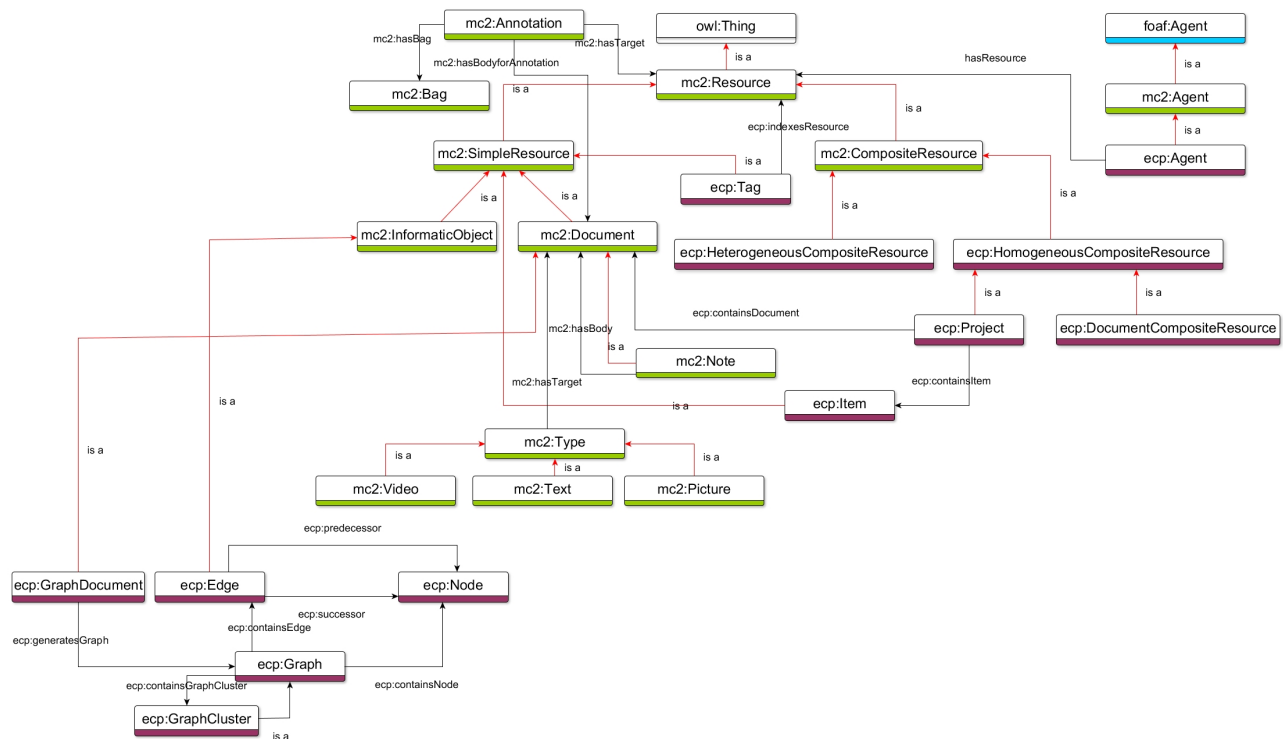 mc2:Annotation
owl:Thing
foaf:Agent
mc2:hasBag
mc2:hasTarget
mc2:hasBodyforAnnotation
is a
hasResource
is a
mc2:Bag
is a
mc2:Resource
mc2:Agent
is a
ecp:indexesResource
is a
mc2:SimpleResource
mc2:CompositeResource
ecp:Agent
is a
ecp:Tag
is a
is a
is a
is a
mc2:InformaticObject
mc2:Document
ecp:HeterogeneousCompositeResource
ecp:HomogeneousCompositeResource
is a
is a
ecp:containsDocument
mc2:hasBody
ecp:Project
ecp:DocumentCompositeResource
is a
mc2:Note
mc2:hasTarget
ecp:containsItem
is a
is a
ecp:Item
mc2:Type
is a
is a
is a
is a
mc2:Video
mc2:Text
mc2:Picture
ecp:predecessor
ecp:GraphDocument
ecp:Edge
ecp:Node
ecp:successor
ecp:containsEdge
ecp:generatesGraph
ecp:Graph
ecp:containsGraphCluster
ecp:containsNode
ecp:GraphCluster
is a